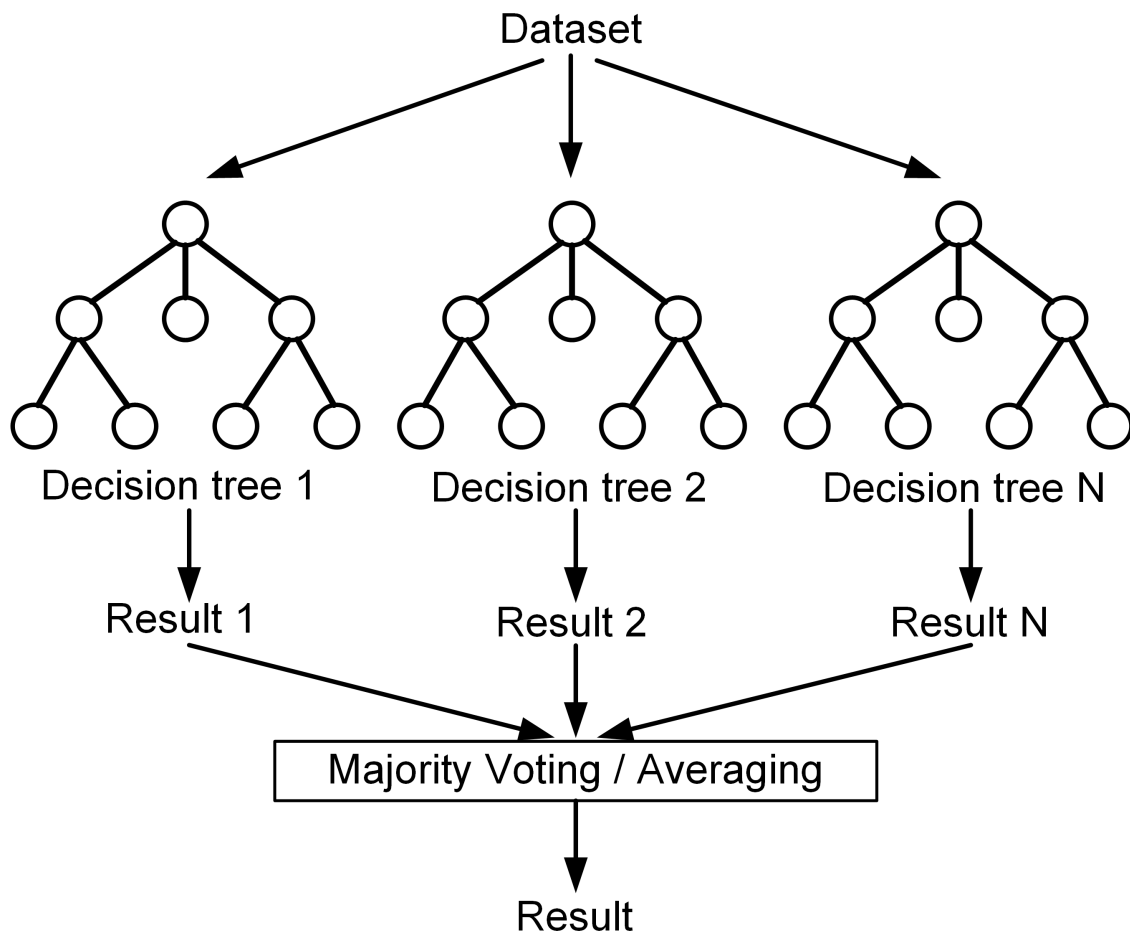 Dataset
Decision tree 1
Decision tree 2
Decision tree N
Result 1
Result 2
Result N
Majority Voting / Averaging
Result